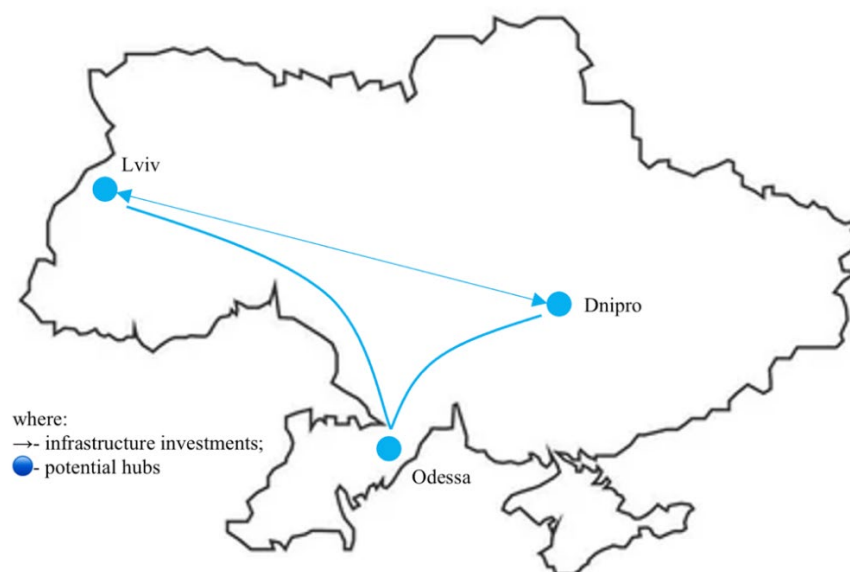 Lviv
Dnipro
where:
→- infrastructure investments;
- potential hubs
Odessa